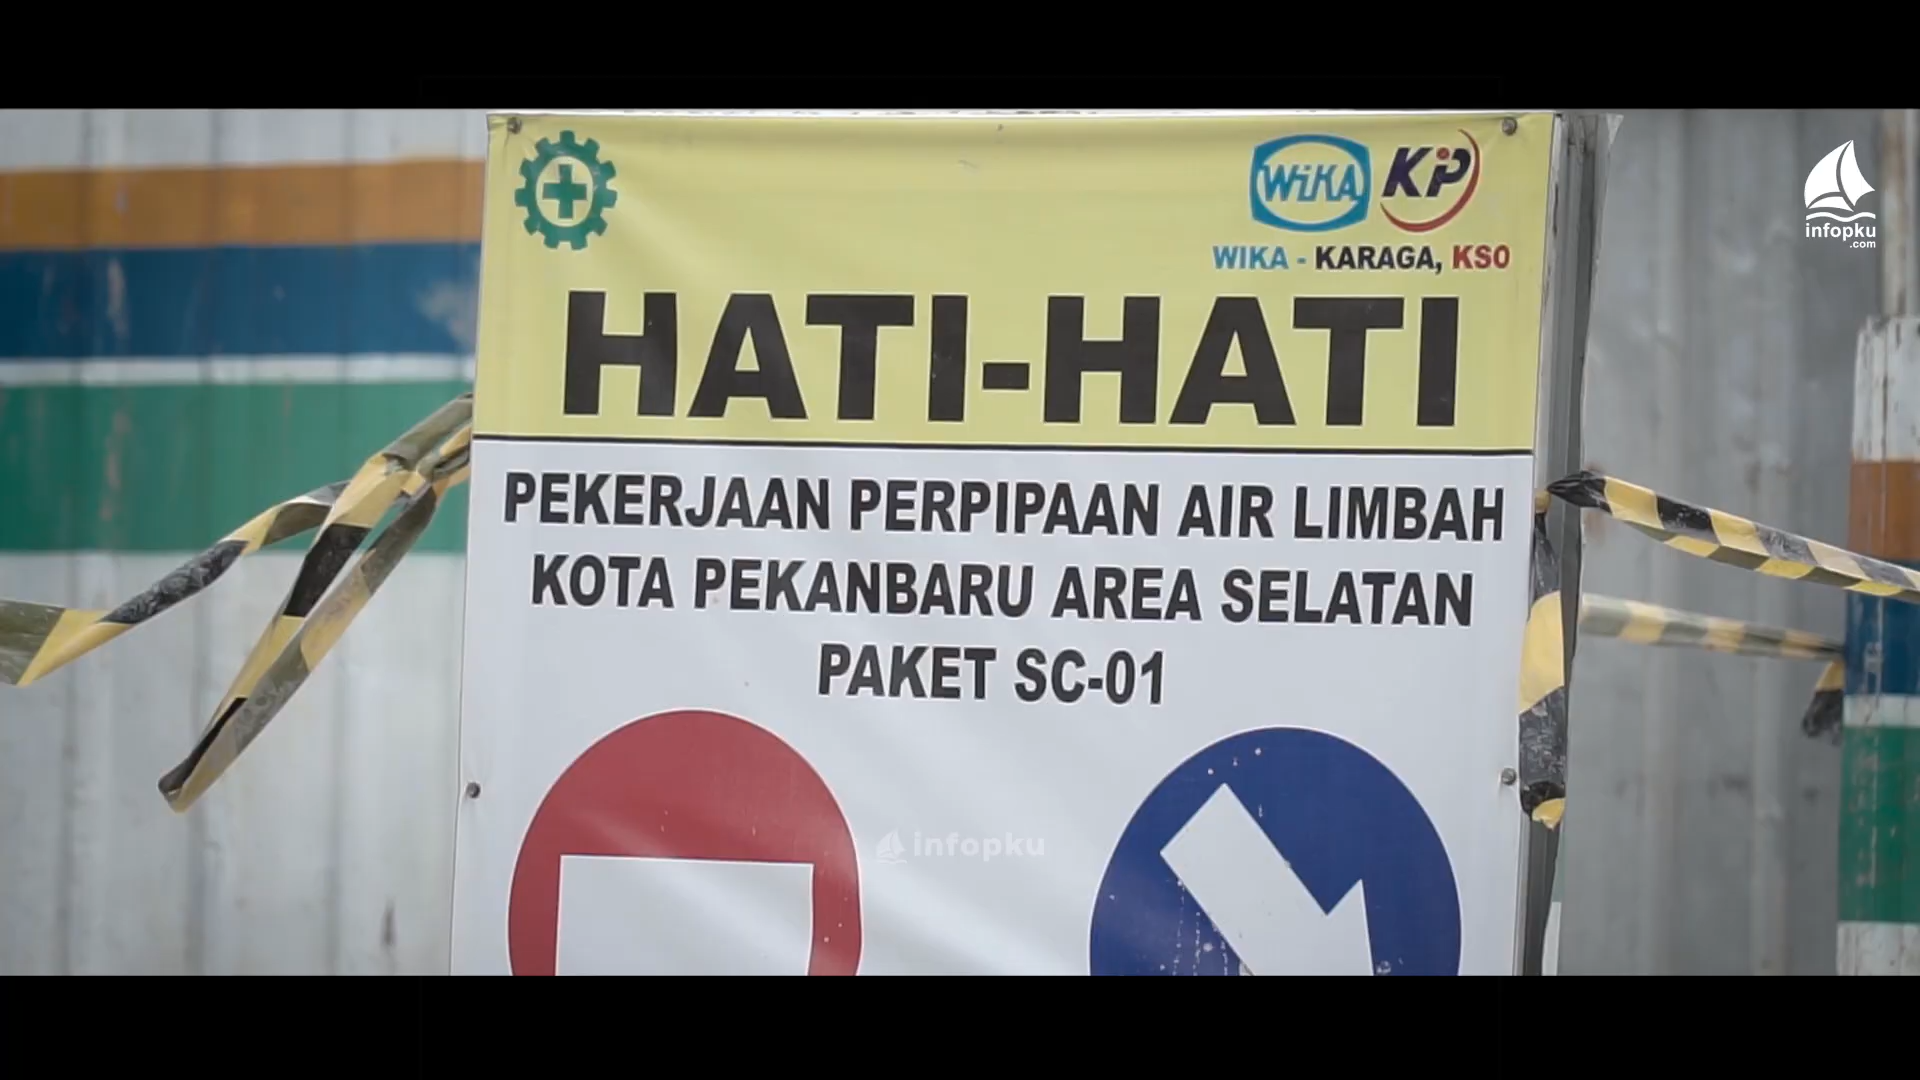 WIKA KIP
infopku
.com
WIKA - KARAGA, KSO
HATI-HATI
PEKERJAAN PERPIPAAN AIR LIMBAH
KOTA PEKANBARU AREA SELATAN
PAKET SC-01
infopku